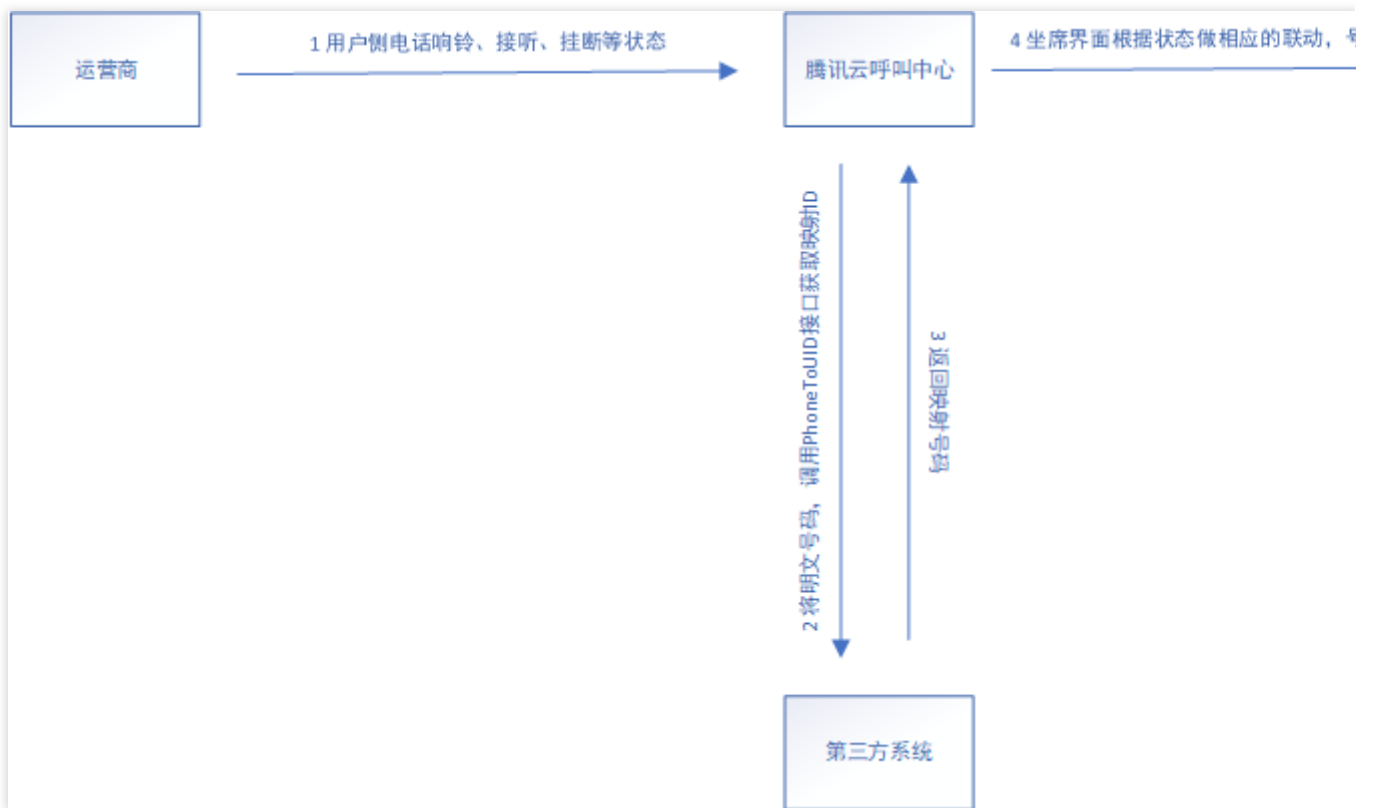 运营商
1 用户侧电话响铃、接听、挂断等状态
腾讯云呼叫中心
4 坐席界面根据状态做相应的联动，
2 将明文号码，调用PhoneToUID接口获取映射ID
3 返回映射号码
第三方系统